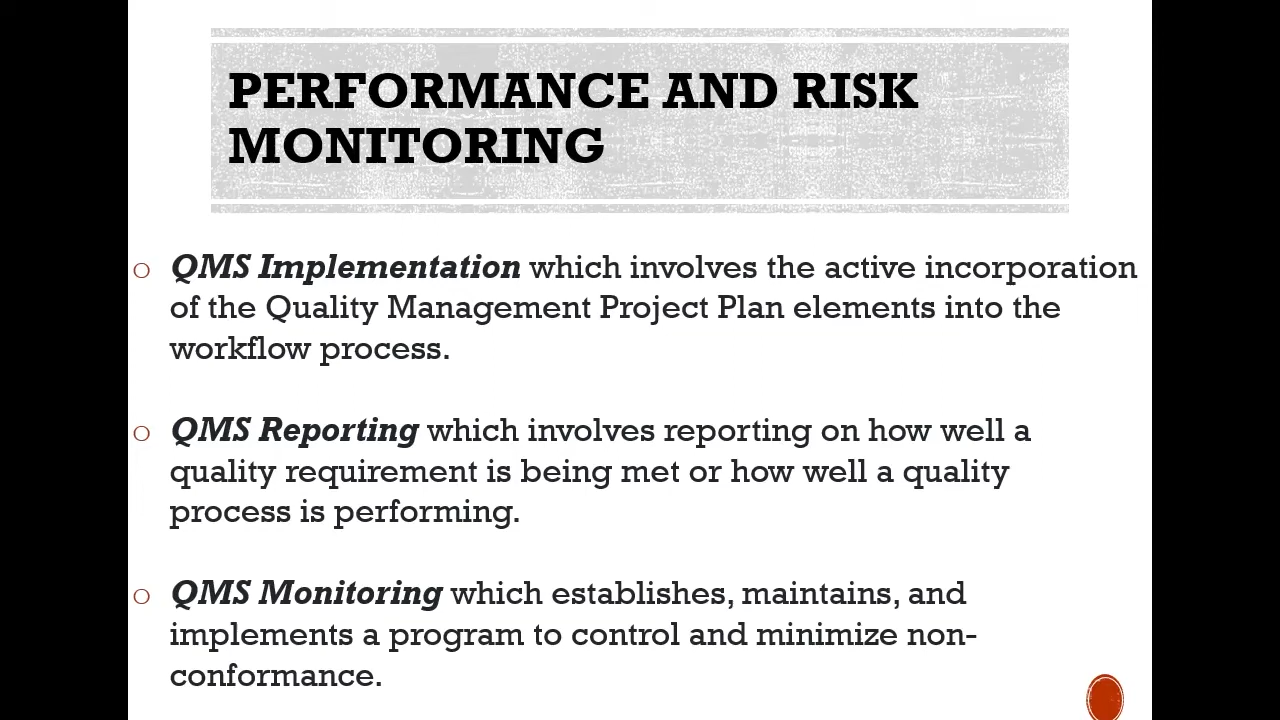 PERFORMANCE AND RISK
MONITORING
QMS Implementation which involves the active incorporation
of the Quality Management Project Plan elements into the
workflow process.
QMS Reporting which involves reporting on how well a
quality requirement is being met or how well a quality
process is performing.
QMS Monitoring which establishes, maintains, and
implements a program to control and minimize non-
conformance.